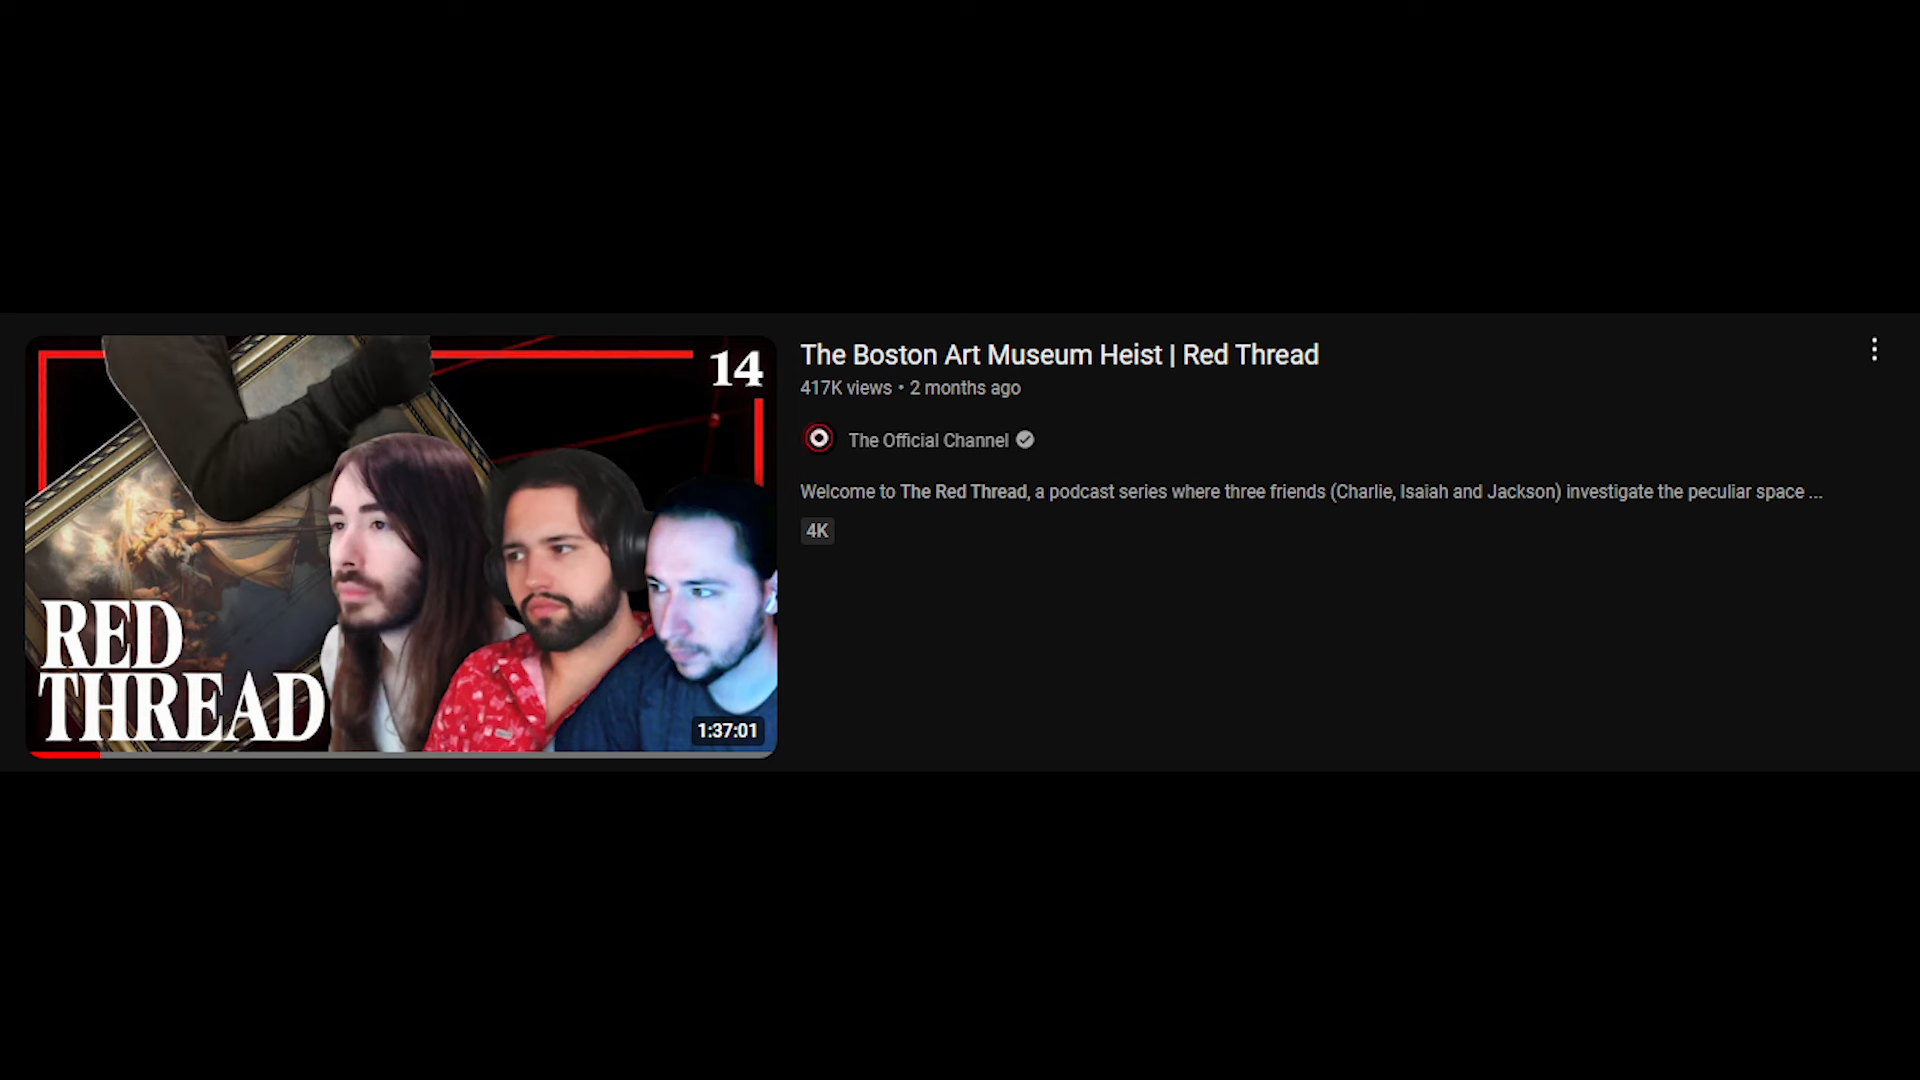 14
RED
THREAD
1:37:01
The Boston Art Museum Heist | Red Thread
417K views • 2 months ago
The Official Channel
Welcome to The Red Thread, a podcast series where three friends (Charlie, Isaiah and Jackson) investigate the peculiar space ...
4K